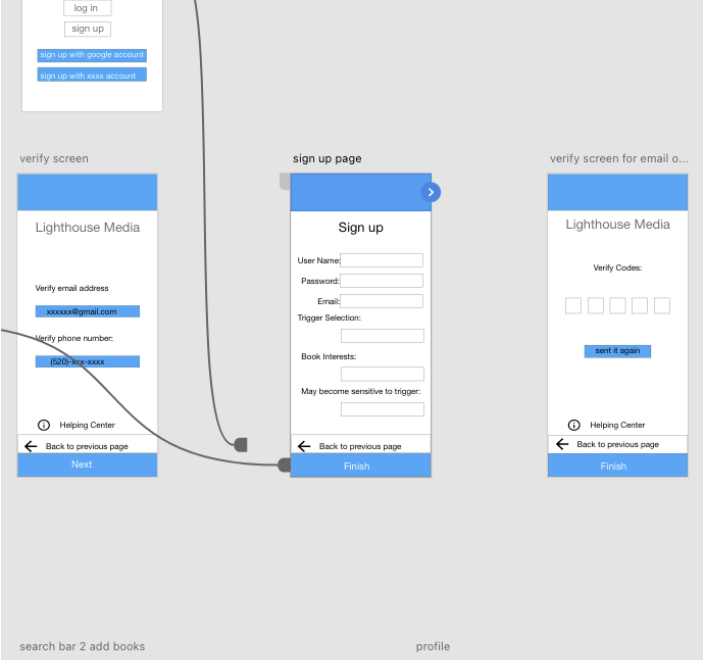 log in
sign up
sign up with google account
sign up with xxxx account
verify screen
Lighthouse Media
Verify email address
xxxxxx@gmail.com
Verify phone number:
(520)-xxx-xxxx
Helping Center
Back to previous page
Next
sign up page
Sign up
User Name:
Password:
Email:
Trigger Selection:
Book Interests:
May become sensitive to trigger:
Back to previous page
Finish
verify screen for email o...
Lighthouse Media
Verify Codes:
sent it again
Helping Center
Back to previous page
Finish
search bar 2 add books
profile